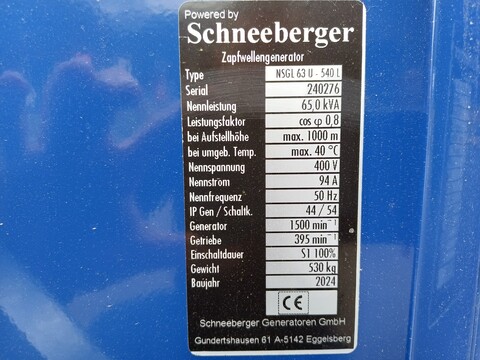 Powered by
Schneeberger
Zapfwellengenerator
Type NSGL 63 U - 540 L
Serial 240276
Nennleistung 65,0 kVA
Leistungsfaktor cos φ 0,8
bei Aufstellhöhe max. 1000 m
bei umgeb. Temp. max. 40 °C
Nennspannung 400 V
Nennström 94 A
Nennfrequenz 50 Hz
IP Gen / Schaltk. 44 / 54
Generator 1500 min⁻¹
Getriebe 395 min⁻¹
Einschaltdauer S1 100%
Gewicht 530 kg
Baujahr 2024
CE
Schneeberger Generatoren GmbH
Gundertshausen 61 A-5142 Eggelsberg